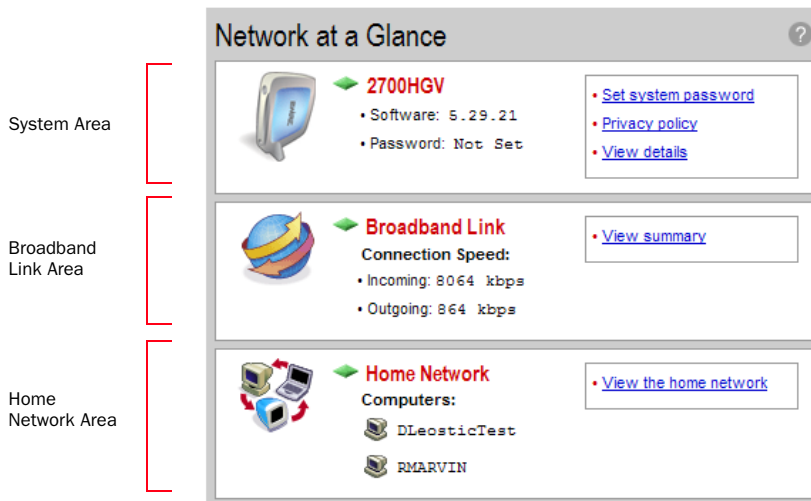 Network at a Glance
?
System Area
2700HGV
• Software: 5.29.21
• Password: Not Set
• Set system password
• Privacy policy
• View details
Broadband
Link Area
Broadband Link
Connection Speed:
• Incoming: 8064 kbps
• Outgoing: 864 kbps
• View summary
Home
Network Area
Home Network
Computers:
DLeosticTest
RMARVIN
• View the home network